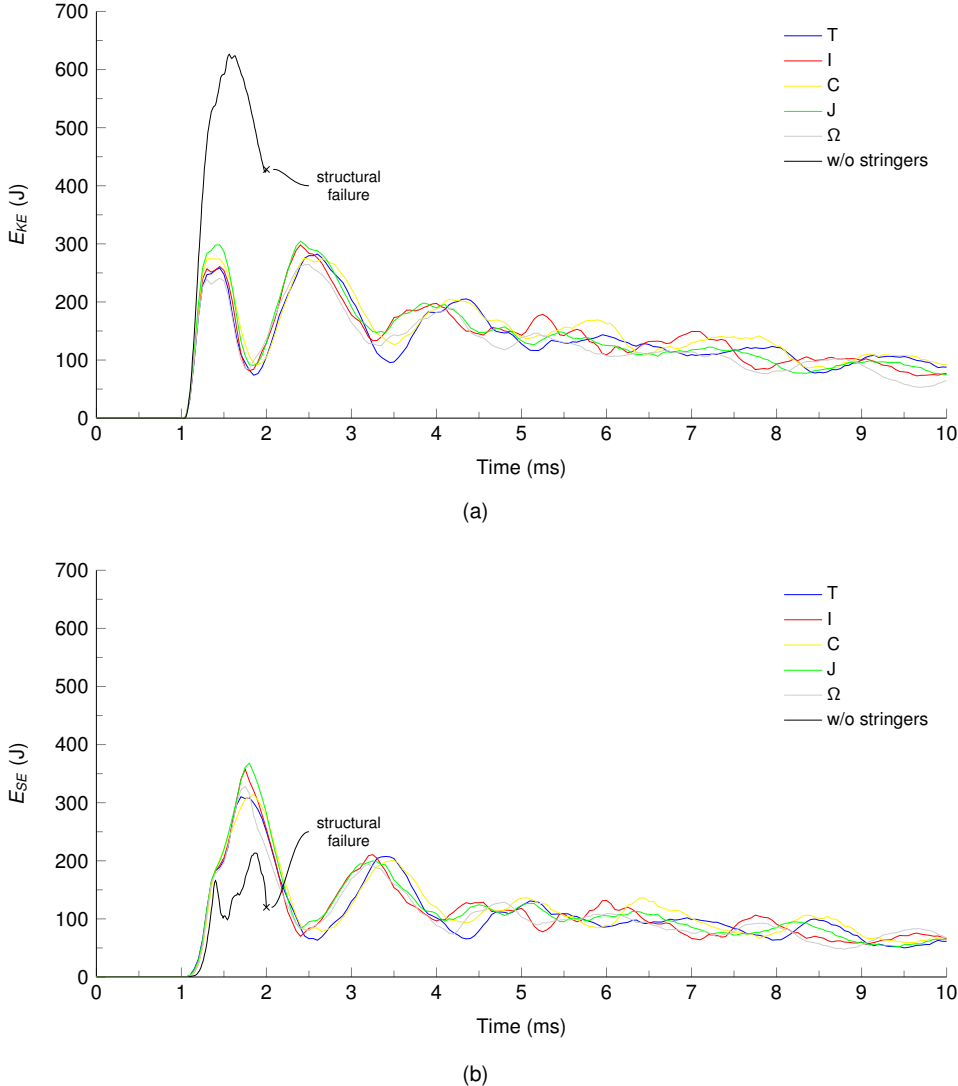 700
600
500
400
300
200
100
0
E_KE (J)
T
I
C
J
Ω
w/o stringers
structural
failure
0 1 2 3 4 5 6 7 8 9 10
Time (ms)
(a)
700
600
500
400
300
200
100
0
E_SE (J)
T
I
C
J
Ω
w/o stringers
structural
failure
0 1 2 3 4 5 6 7 8 9 10
Time (ms)
(b)